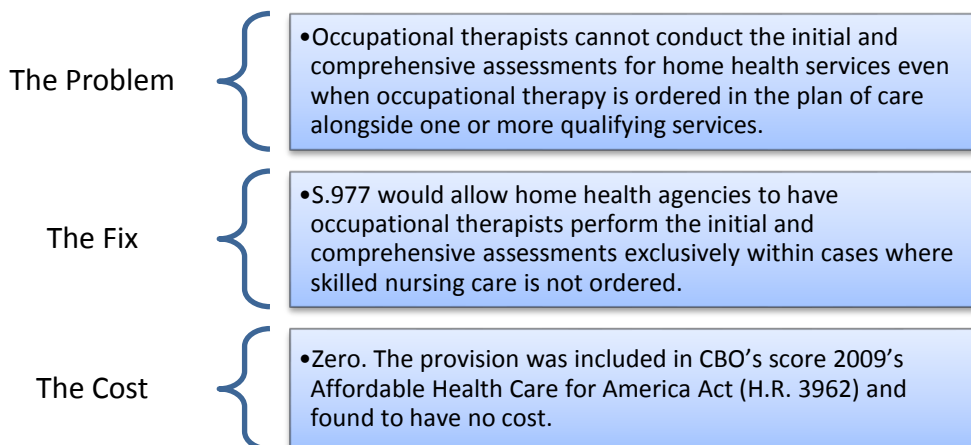 The Problem
•Occupational therapists cannot conduct the initial and
comprehensive assessments for home health services even
when occupational therapy is ordered in the plan of care
alongside one or more qualifying services.
The Fix
•S.977 would allow home health agencies to have
occupational therapists perform the initial and
comprehensive assessments exclusively within cases where
skilled nursing care is not ordered.
The Cost
•Zero. The provision was included in CBO’s score 2009’s
Affordable Health Care for America Act (H.R. 3962) and
found to have no cost.